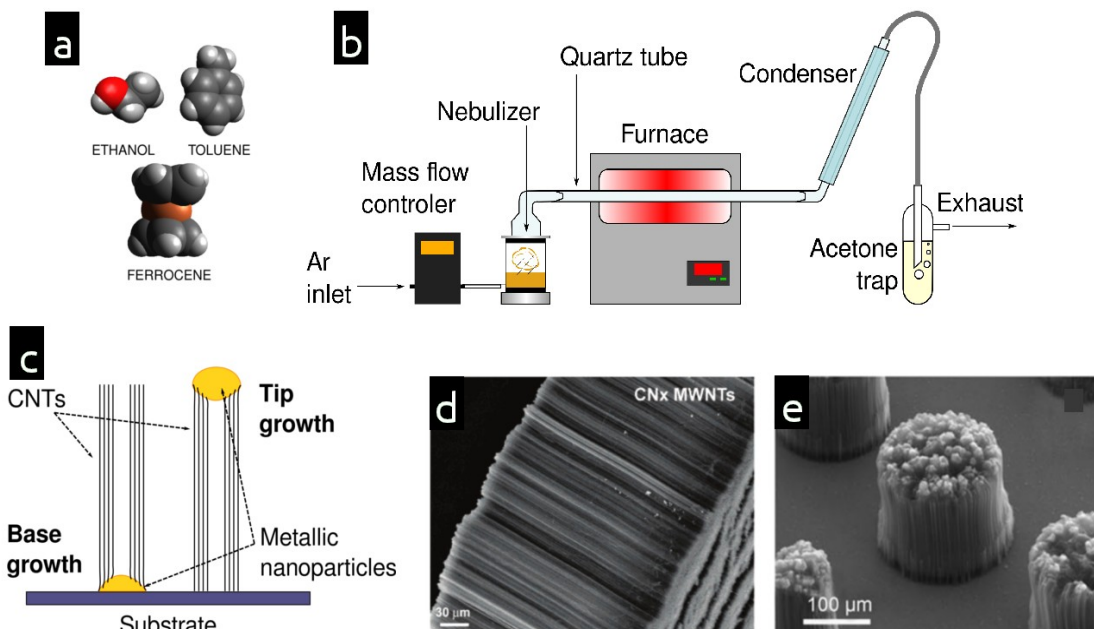 a
ETHANOL
TOLUENE
FERROCENE
b
Quartz tube
Nebulizer
Mass flow
controler
Ar
inlet
Furnace
Condenser
Exhaust
Acetone
trap
c
CNTs
Tip
growth
Base
growth
Metallic
nanoparticles
Substrate
d
CNx MWNTs
30 µm
e
100 µm